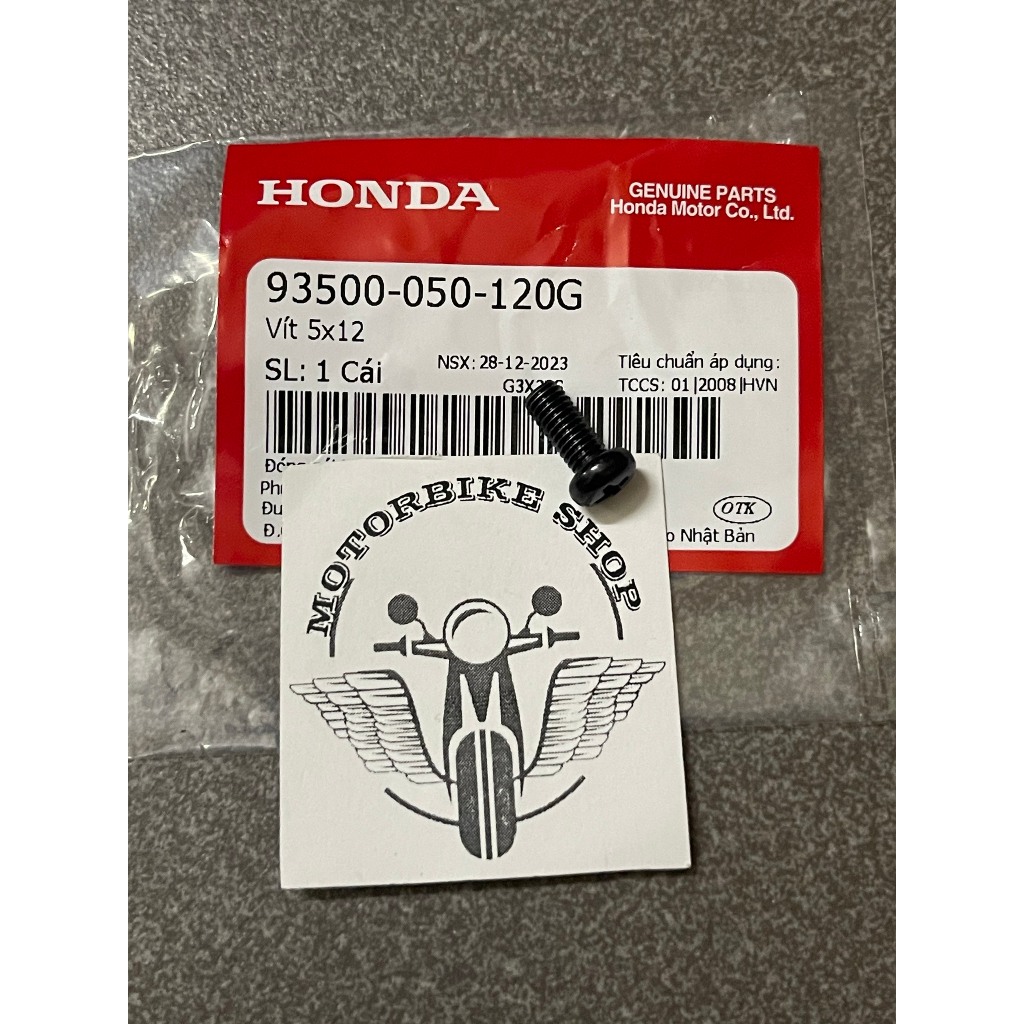 HONDA
GENUINE PARTS
Honda Motor Co., Ltd.
93500-050-120G
Vít 5x12
SL: 1 Cái
NSX: 28-12-2023
Tiêu chuẩn áp dụng:
TCCS: 01|2008|HVN
OTK
Nhật Bản
MOTORBIKE SHOP